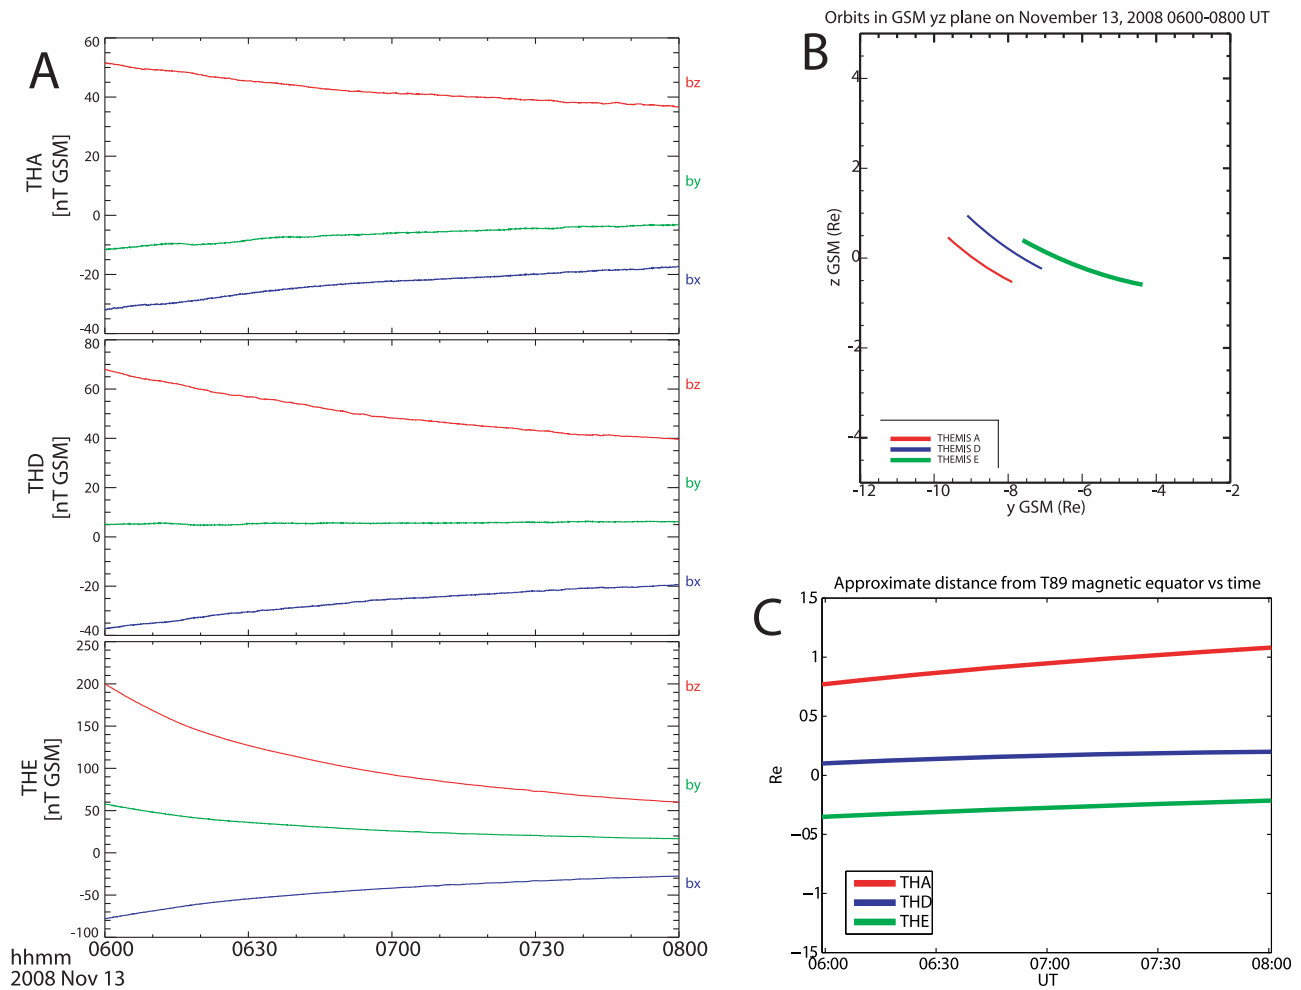 A
60
40
20
0
-20
-40
THA
[nT GSM]
bz
by
bx
80
60
40
20
0
-20
-40
THD
[nT GSM]
bz
by
bx
250
200
150
100
50
0
-50
-100
THE
[nT GSM]
bz
by
bx
0600 0630 0700 0730 0800
hhmm
2008 Nov 13
Orbits in GSM yz plane on November 13, 2008 0600-0800 UT
B
4
2
0
-2
-4
z GSM (Re)
THEMIS A
THEMIS D
THEMIS E
-12 -10 -8 -6 -4 -2
y GSM (Re)
Approximate distance from T89 magnetic equator vs time
C
15
1
05
0
-05
-1
-15
Re
THA
THD
THE
06:00 06:30 07:00 07:30 08:00
UT